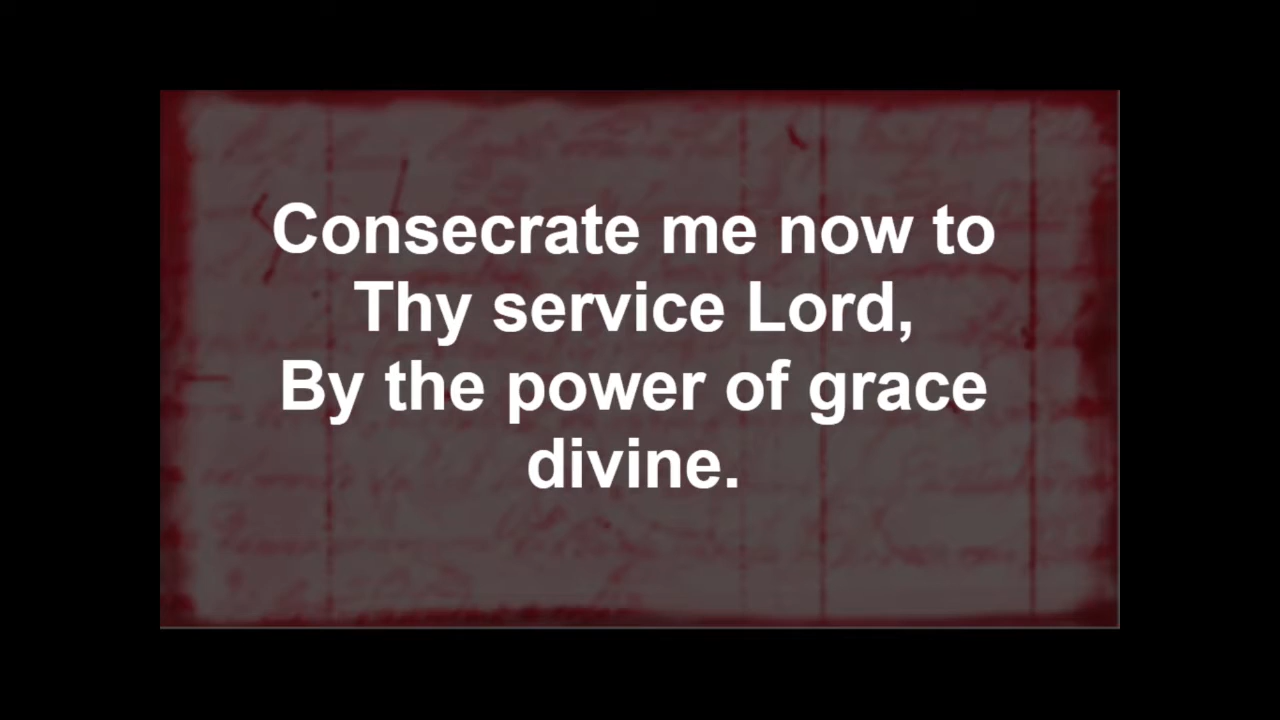 Consecrate me now to
Thy service Lord,
By the power of grace
divine.